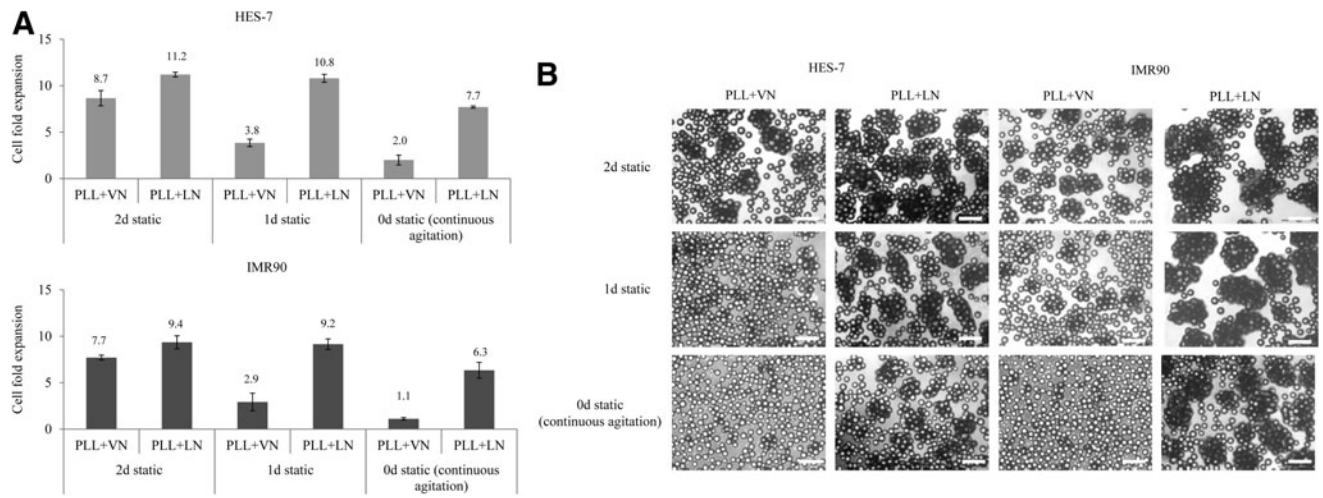 A
HES-7
Cell fold expansion
15
10
5
0
8.7
11.2
3.8
10.8
2.0
7.7
PLL+VN PLL+LN PLL+VN PLL+LN PLL+VN PLL+LN
2d static 1d static 0d static (continuous
agitation)
IMR90
Cell fold expansion
15
10
5
0
7.7
9.4
2.9
9.2
1.1
6.3
PLL+VN PLL+LN PLL+VN PLL+LN PLL+VN PLL+LN
2d static 1d static 0d static (continuous
agitation)
B
HES-7 IMR90
PLL+VN PLL+LN PLL+VN PLL+LN
2d static
1d static
0d static
(continuous agitation)